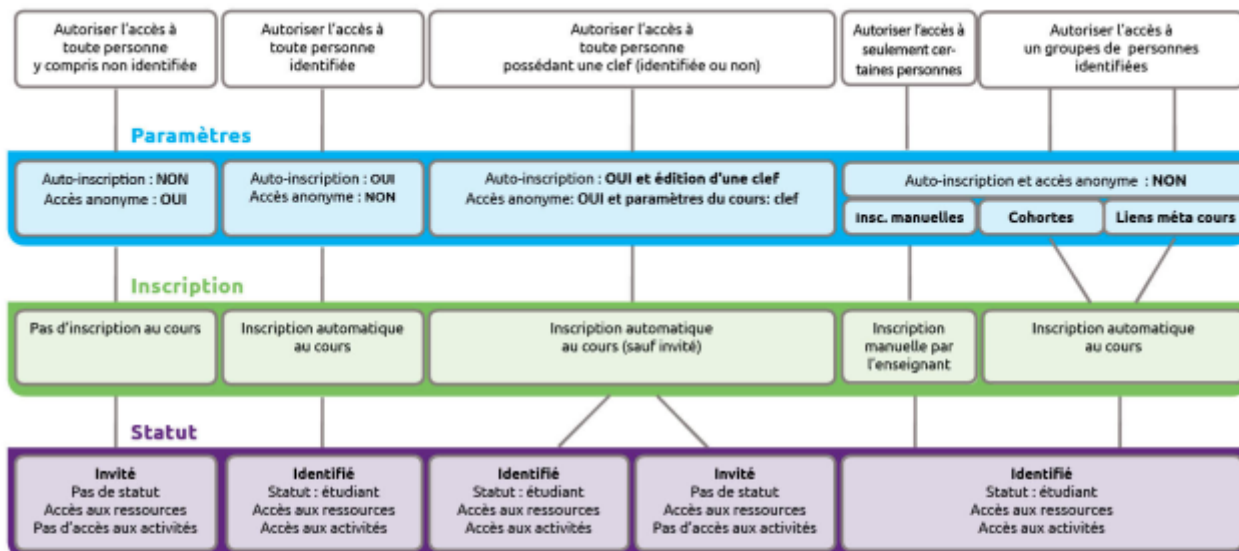 Autoriser l'accès à
toute personne
y compris non identifiée
Autoriser l'accès à
toute personne
identifiée
Autoriser l'accès à
toute personne
possédant une clef (identifiée ou non)
Autoriser l'accès à
seulement cer-
taines personnes
Autoriser l'accès à
un groupes de personnes
identifiées
Paramètres
Auto-inscription : NON
Accès anonyme : OUI
Auto-inscription : OUI
Accès anonyme : NON
Auto-inscription : OUI et édition d'une clef
Accès anonyme: OUI et paramètres du cours: clef
Auto-inscription et accès anonyme : NON
Insc. manuelles
Cohortes
Liens méta cours
Inscription
Pas d'inscription au cours
Inscription automatique
au cours
Inscription automatique
au cours (sauf invité)
Inscription
manuelle par
l'enseignant
Inscription automatique
au cours
Statut
Invité
Pas de statut
Accès aux ressources
Pas d'accès aux activités
Identifié
Statut : étudiant
Accès aux ressources
Accès aux activités
Identifié
Statut : étudiant
Accès aux ressources
Accès aux activités
Invité
Pas de statut
Accès aux ressources
Pas d'accès aux activités
Identifié
Statut : étudiant
Accès aux ressources
Accès aux activités